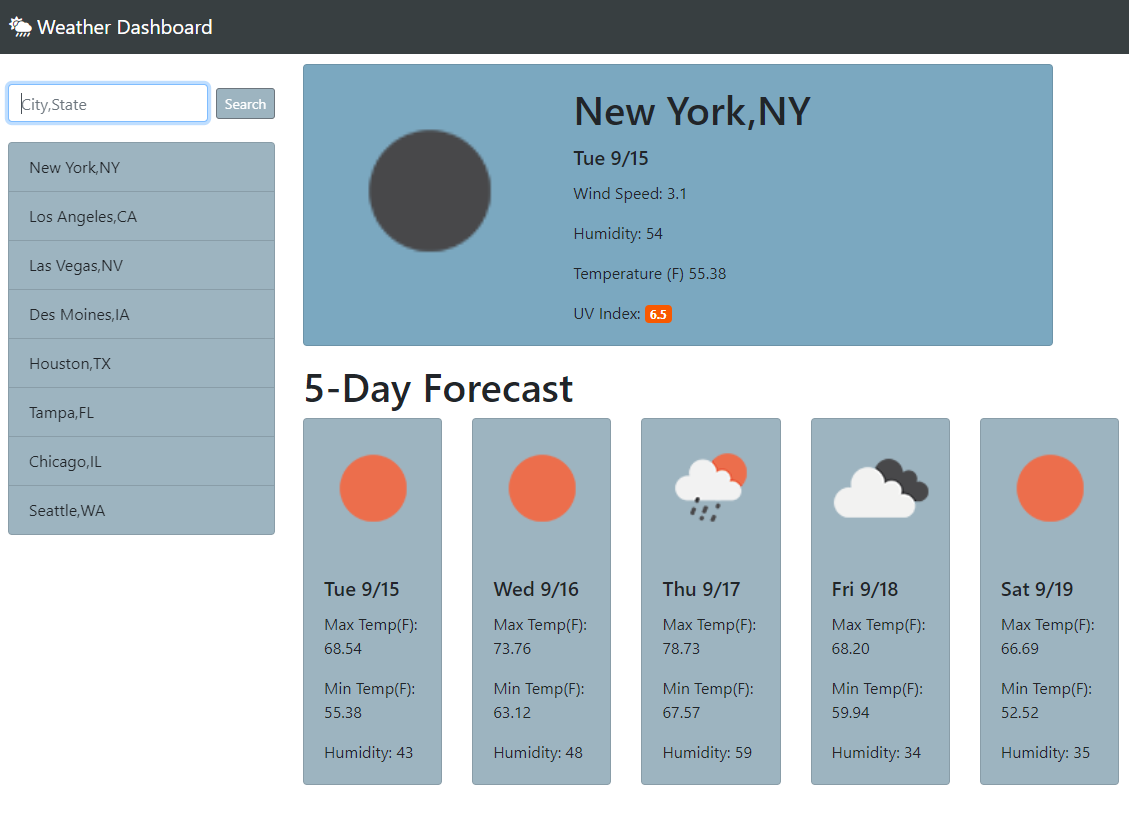 Weather Dashboard
City,State
Search
New York,NY
Los Angeles,CA
Las Vegas,NV
Des Moines,IA
Houston,TX
Tampa,FL
Chicago,IL
Seattle,WA
New York,NY
Tue 9/15
Wind Speed: 3.1
Humidity: 54
Temperature (F) 55.38
UV Index: 6.5
5-Day Forecast
Tue 9/15
Max Temp(F):
68.54
Min Temp(F):
55.38
Humidity: 43
Wed 9/16
Max Temp(F):
73.76
Min Temp(F):
63.12
Humidity: 48
Thu 9/17
Max Temp(F):
78.73
Min Temp(F):
67.57
Humidity: 59
Fri 9/18
Max Temp(F):
68.20
Min Temp(F):
59.94
Humidity: 34
Sat 9/19
Max Temp(F):
66.69
Min Temp(F):
52.52
Humidity: 35